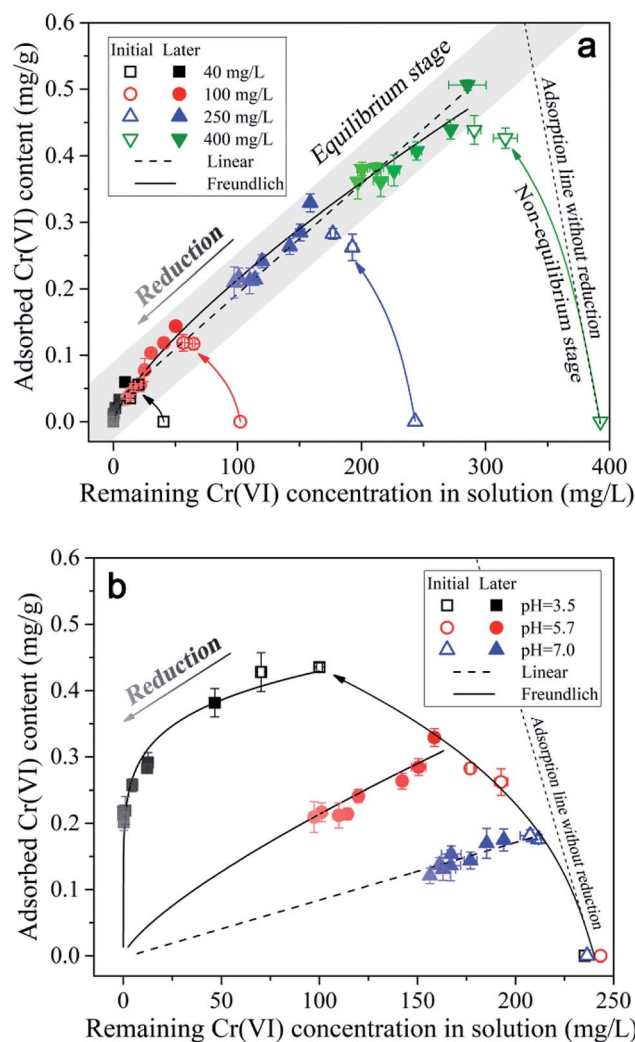 a
Initial Later
40 mg/L
100 mg/L
250 mg/L
400 mg/L
Linear
Freundlich
Equilibrium stage
Adsorption line without reduction
Non-equilibrium stage
Reduction
Adsorbed Cr(VI) content (mg/g)
0.6
0.5
0.4
0.3
0.2
0.1
0.0
0 100 200 300 400
Remaining Cr(VI) concentration in solution (mg/L)
b
Initial Later
pH=3.5
pH=5.7
pH=7.0
Linear
Freundlich
Reduction
Adsorption line without reduction
Adsorbed Cr(VI) content (mg/g)
0.6
0.5
0.4
0.3
0.2
0.1
0.0
0 50 100 150 200 250
Remaining Cr(VI) concentration in solution (mg/L)